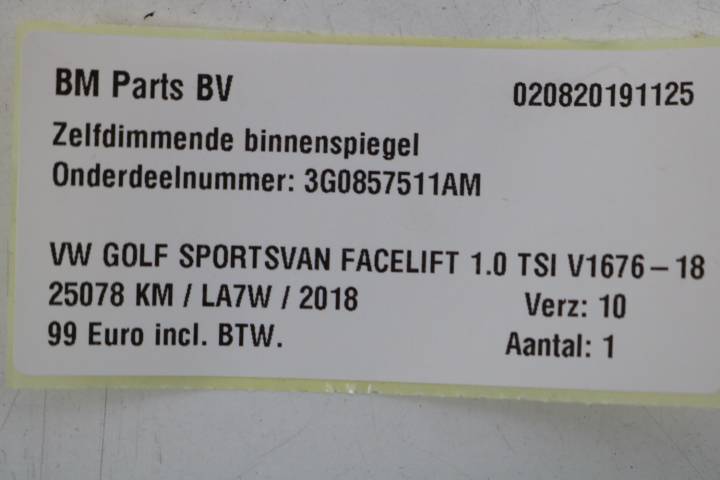 BM Parts BV 020820191125
Zelfdimmende binnenspiegel
Onderdeelnummer: 3G0857511AM
VW GOLF SPORTSVAN FACELIFT 1.0 TSI V1676-18
25078 KM / LA7W / 2018 Verz: 10
99 Euro incl. BTW. Aantal: 1